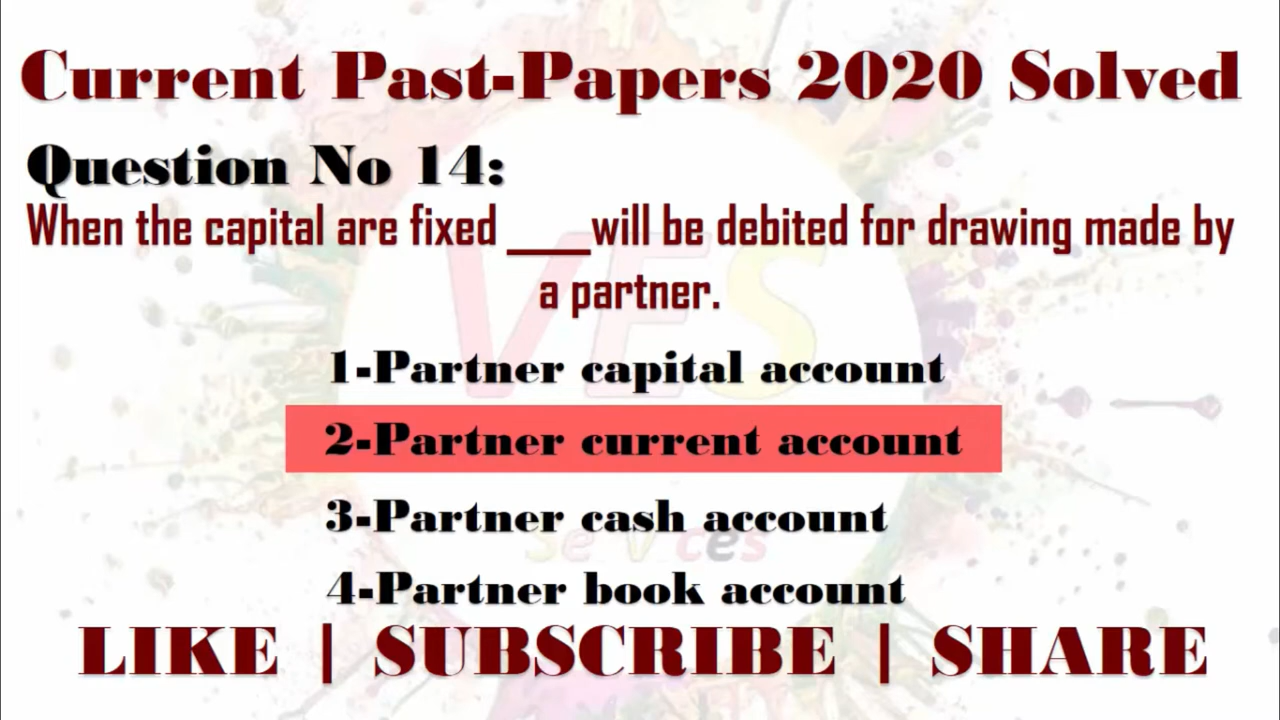 Current Past-Papers 2020 Solved
Question No 14:
When the capital are fixed ____will be debited for drawing made by
a partner.
1-Partner capital account
2-Partner current account
3-Partner cash account
4-Partner book account
LIKE | SUBSCRIBE | SHARE
VES